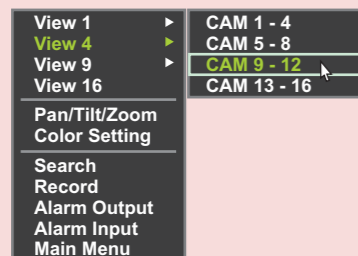 View 1
View 4
View 9
View 16
Pan/Tilt/Zoom
Color Setting
Search
Record
Alarm Output
Alarm Input
Main Menu
CAM 1 - 4
CAM 5 - 8
CAM 9 - 12
CAM 13 - 16